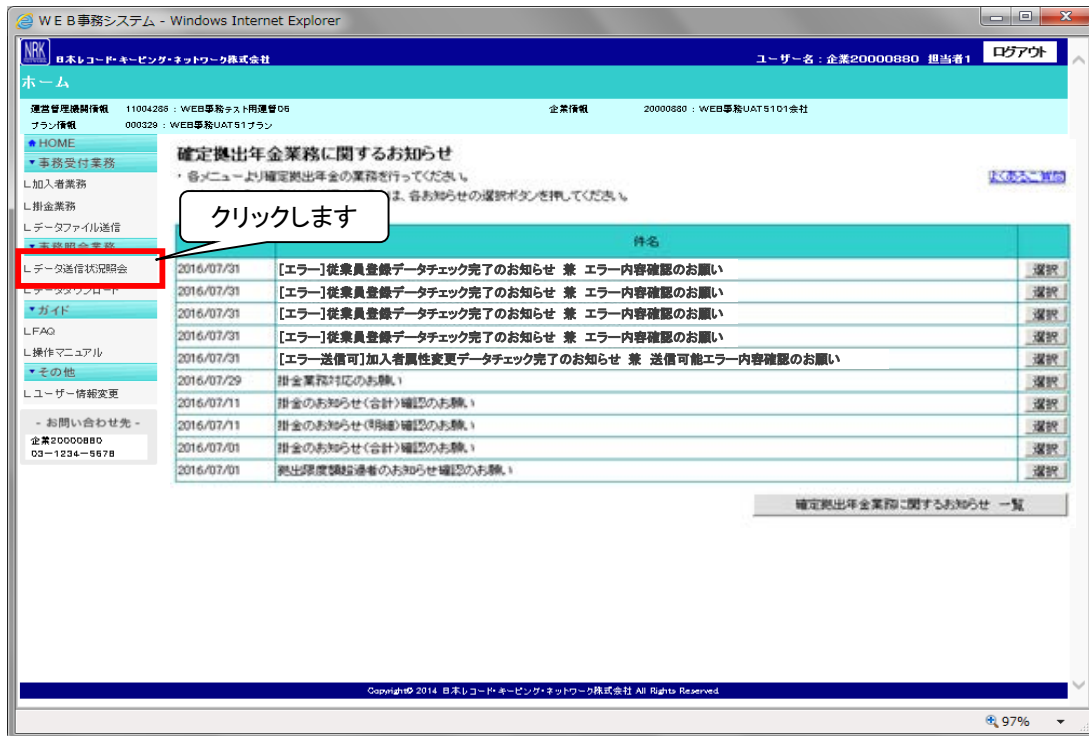 ＷＥＢ事務システム - Windows Internet Explorer
NRK 日本レコード・キーピング・ネットワーク株式会社
ユーザー名：企業20000880 担当者1
ログアウト
ホーム
運営管理機関情報 11004286：WEB事務テスト用運管06
企業情報 20000880：WEB事務UAT5101会社
プラン情報 000329：WEB事務UAT51プラン
HOME
▼事務受付業務
L加入者業務
L掛金業務
Lデータファイル送信
▼事務照会業務
Lデータ送信状況照会
Lデータダウンロード
▼ガイド
LFAQ
L操作マニュアル
▼その他
Lユーザー情報変更
- お問い合わせ先 -
企業20000880
03－1234－5678
確定拠出年金業務に関するお知らせ
・各メニューより確定拠出年金の業務を行ってください。
は、各お知らせの選択ボタンを押してください。
よくあるご質問
クリックします
件名
2016/07/31 [エラー]従業員登録データチェック完了のお知らせ 兼 エラー内容確認のお願い 選択
2016/07/31 [エラー]従業員登録データチェック完了のお知らせ 兼 エラー内容確認のお願い 選択
2016/07/31 [エラー]従業員登録データチェック完了のお知らせ 兼 エラー内容確認のお願い 選択
2016/07/31 [エラー]従業員登録データチェック完了のお知らせ 兼 エラー内容確認のお願い 選択
2016/07/31 [エラー送信可]加入者属性変更データチェック完了のお知らせ 兼 送信可能エラー内容確認のお願い 選択
2016/07/29 掛金業務対応のお願い 選択
2016/07/11 掛金のお知らせ(合計)確認のお願い 選択
2016/07/11 掛金のお知らせ(明細)確認のお願い 選択
2016/07/01 掛金のお知らせ(合計)確認のお願い 選択
2016/07/01 拠出限度額超過者のお知らせ確認のお願い 選択
確定拠出年金業務に関するお知らせ 一覧
Copyright© 2014 日本レコード・キーピング・ネットワーク株式会社 All Rights Reserved
97%